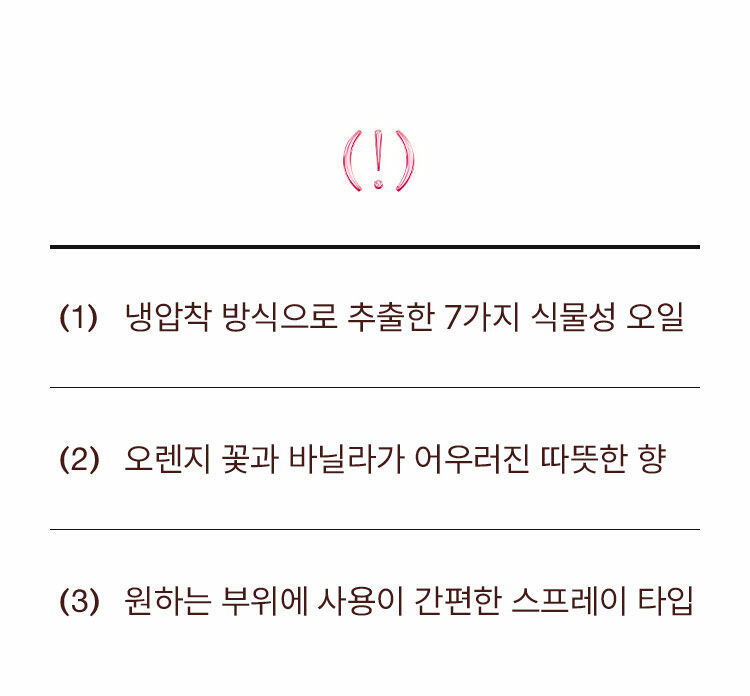 (!)
(1) 냉압착 방식으로 추출한 7가지 식물성 오일
(2) 오렌지 꽃과 바닐라가 어우러진 따뜻한 향
(3) 원하는 부위에 사용이 간편한 스프레이 타입